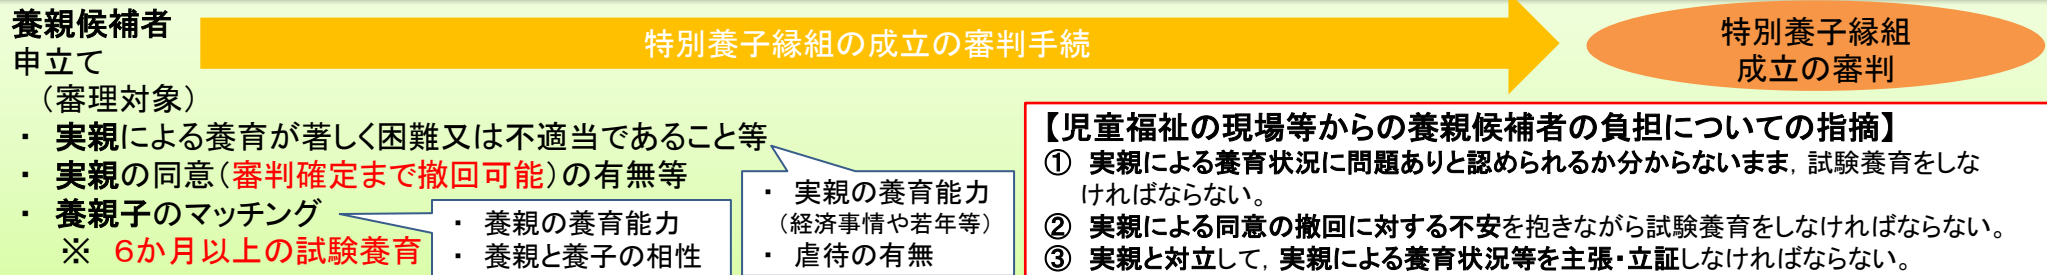 養親候補者
申立て
（審理対象）
・ 実親による養育が著しく困難又は不適当であること等
・ 実親の同意（審判確定まで撤回可能）の有無等
・ 養親子のマッチング
※ ６か月以上の試験養育
特別養子縁組の成立の審判手続
特別養子縁組
成立の審判
・ 養親の養育能力
・ 養親と養子の相性
・ 実親の養育能力
（経済事情や若年等）
・ 虐待の有無
【児童福祉の現場等からの養親候補者の負担についての指摘】
① 実親による養育状況に問題ありと認められるか分からないまま，試験養育をしな
ければならない。
② 実親による同意の撤回に対する不安を抱きながら試験養育をしなければならない。
③ 実親と対立して，実親による養育状況等を主張・立証しなければならない。